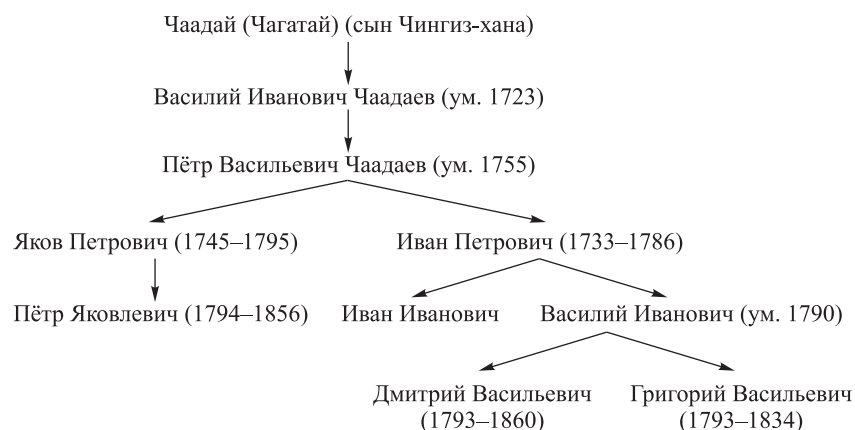 Чаадай (Чагатай) (сын Чингиз-хана)
Василий Иванович Чаадаев (ум. 1723)
Пётр Васильевич Чаадаев (ум. 1755)
Яков Петрович (1745–1795) Иван Петрович (1733–1786)
Пётр Яковлевич (1794–1856) Иван Иванович Василий Иванович (ум. 1790)
Дмитрий Васильевич Григорий Васильевич
(1793–1860) (1793–1834)